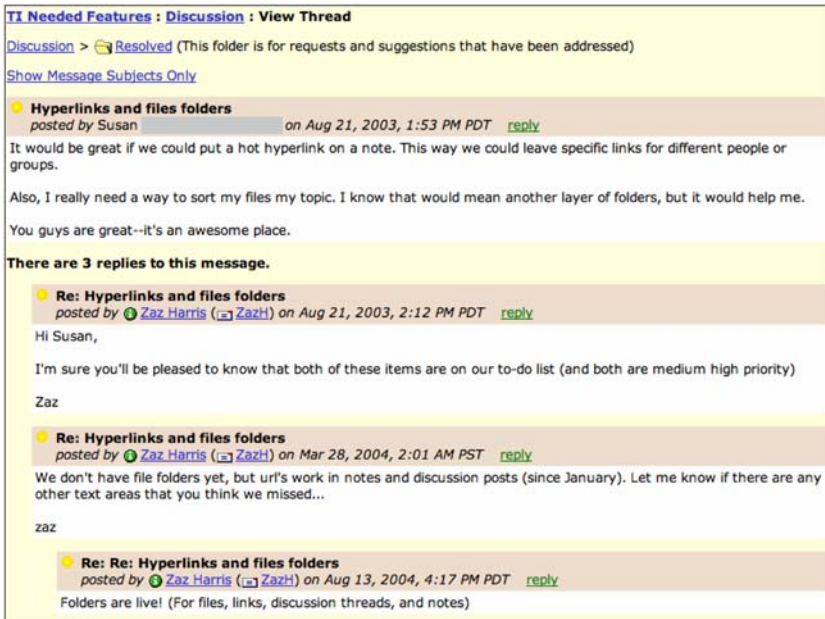 TI Needed Features : Discussion : View Thread
Discussion > Resolved (This folder is for requests and suggestions that have been addressed)
Show Message Subjects Only
Hyperlinks and files folders
posted by Susan on Aug 21, 2003, 1:53 PM PDT reply
It would be great if we could put a hot hyperlink on a note. This way we could leave specific links for different people or
groups.
Also, I really need a way to sort my files my topic. I know that would mean another layer of folders, but it would help me.
You guys are great--it's an awesome place.
There are 3 replies to this message.
Re: Hyperlinks and files folders
posted by Zaz Harris (ZazH) on Aug 21, 2003, 2:12 PM PDT reply
Hi Susan,
I'm sure you'll be pleased to know that both of these items are on our to-do list (and both are medium high priority)
Zaz
Re: Hyperlinks and files folders
posted by Zaz Harris (ZazH) on Mar 28, 2004, 2:01 AM PST reply
We don't have file folders yet, but url's work in notes and discussion posts (since January). Let me know if there are any
other text areas that you think we missed...
zaz
Re: Re: Hyperlinks and files folders
posted by Zaz Harris (ZazH) on Aug 13, 2004, 4:17 PM PDT reply
Folders are live! (For files, links, discussion threads, and notes)